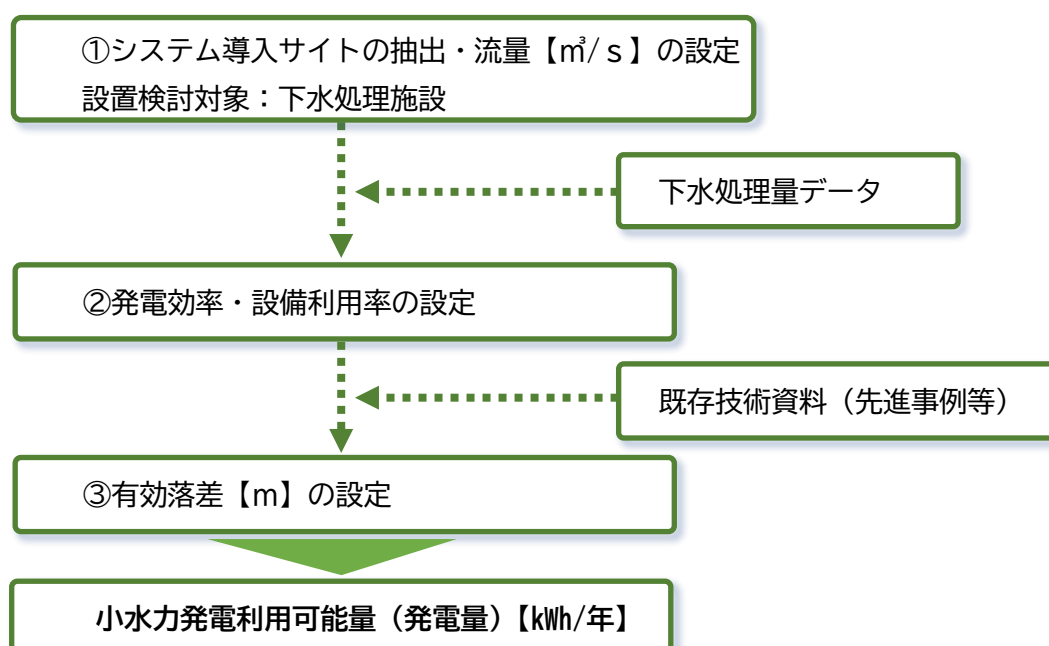 ①システム導入サイトの抽出・流量【㎥/ｓ】の設定
設置検討対象：下水処理施設
下水処理量データ
②発電効率・設備利用率の設定
既存技術資料（先進事例等）
③有効落差【ｍ】の設定
小水力発電利用可能量（発電量）【kWh/年】